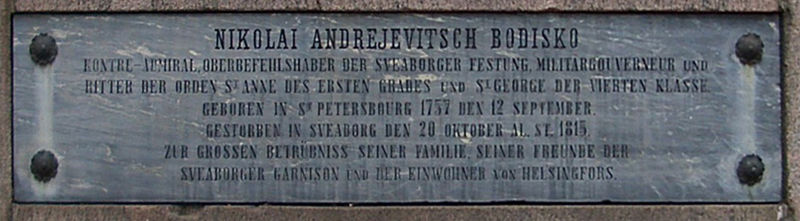 NIKOLAI ANDREJEVITSCH BODISKO
KONTRE-ADMIRAL, OBERBEFEHLSHABER DER SVEABORGER FESTUNG, MILITARGOUVERNEUR UND
RITTER DER ORDEN ST ANNE DES ERSTEN GRADES UND ST GEORGE DER VIERTEN KLASSE.
GEBOREN IN ST PETERSBOURG 1757 DEN 12 SEPTEMBER.
GESTORBEN IN SVEABORG DEN 20 OKTOBER AL. ST. 1815.
ZUR GROSSEN BETRÜBNISS SEINER FAMILIE, SEINER FREUNDE DER
SVEABORGER GARNISON UND DER EINWOHNER VON HELSINGFORS.